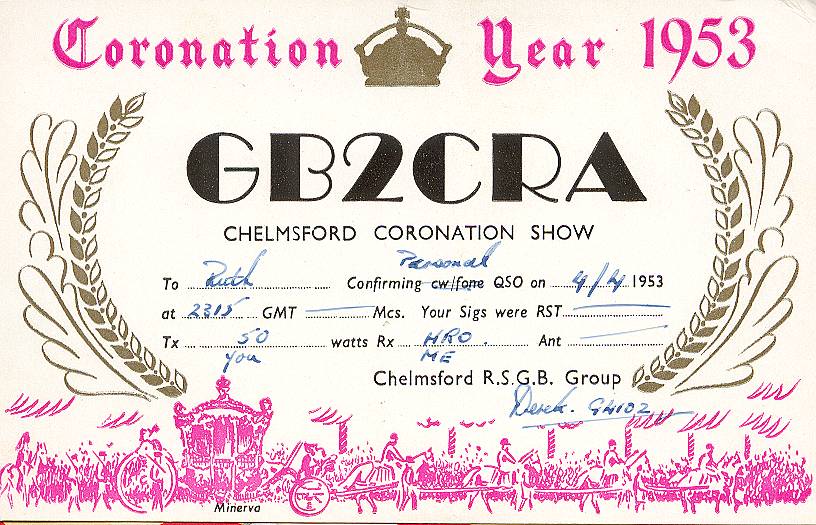 Coronation Year 1953
GB2CRA
CHELMSFORD CORONATION SHOW
Personal
To Ruth Confirming cw/fone QSO on 4/4 1953
at 2315 GMT Mcs. Your Sigs were RST
Tx 50 watts Rx HRO. Ant
you ME
Chelmsford R.S.G.B. Group
Derek.
Minerva